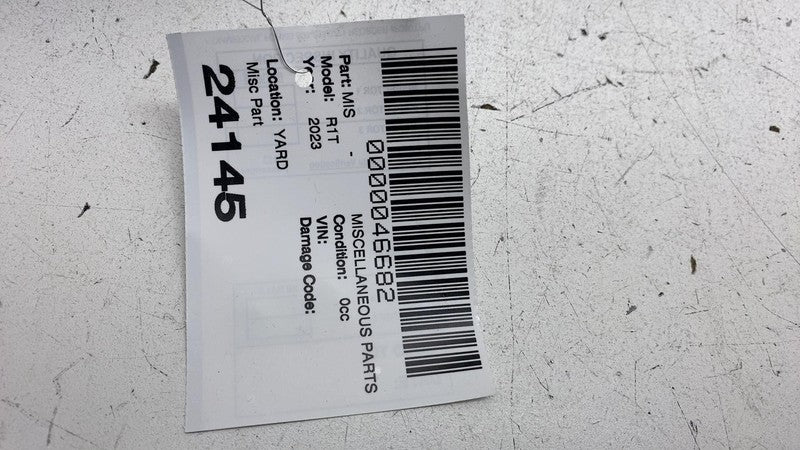 0000046682
Part: MIS - MISCELLANEOUS PARTS
Model: R1T Condition: 0cc
Year: 2023 VIN:
Damage Code:
Location: YARD
Misc Part
24145